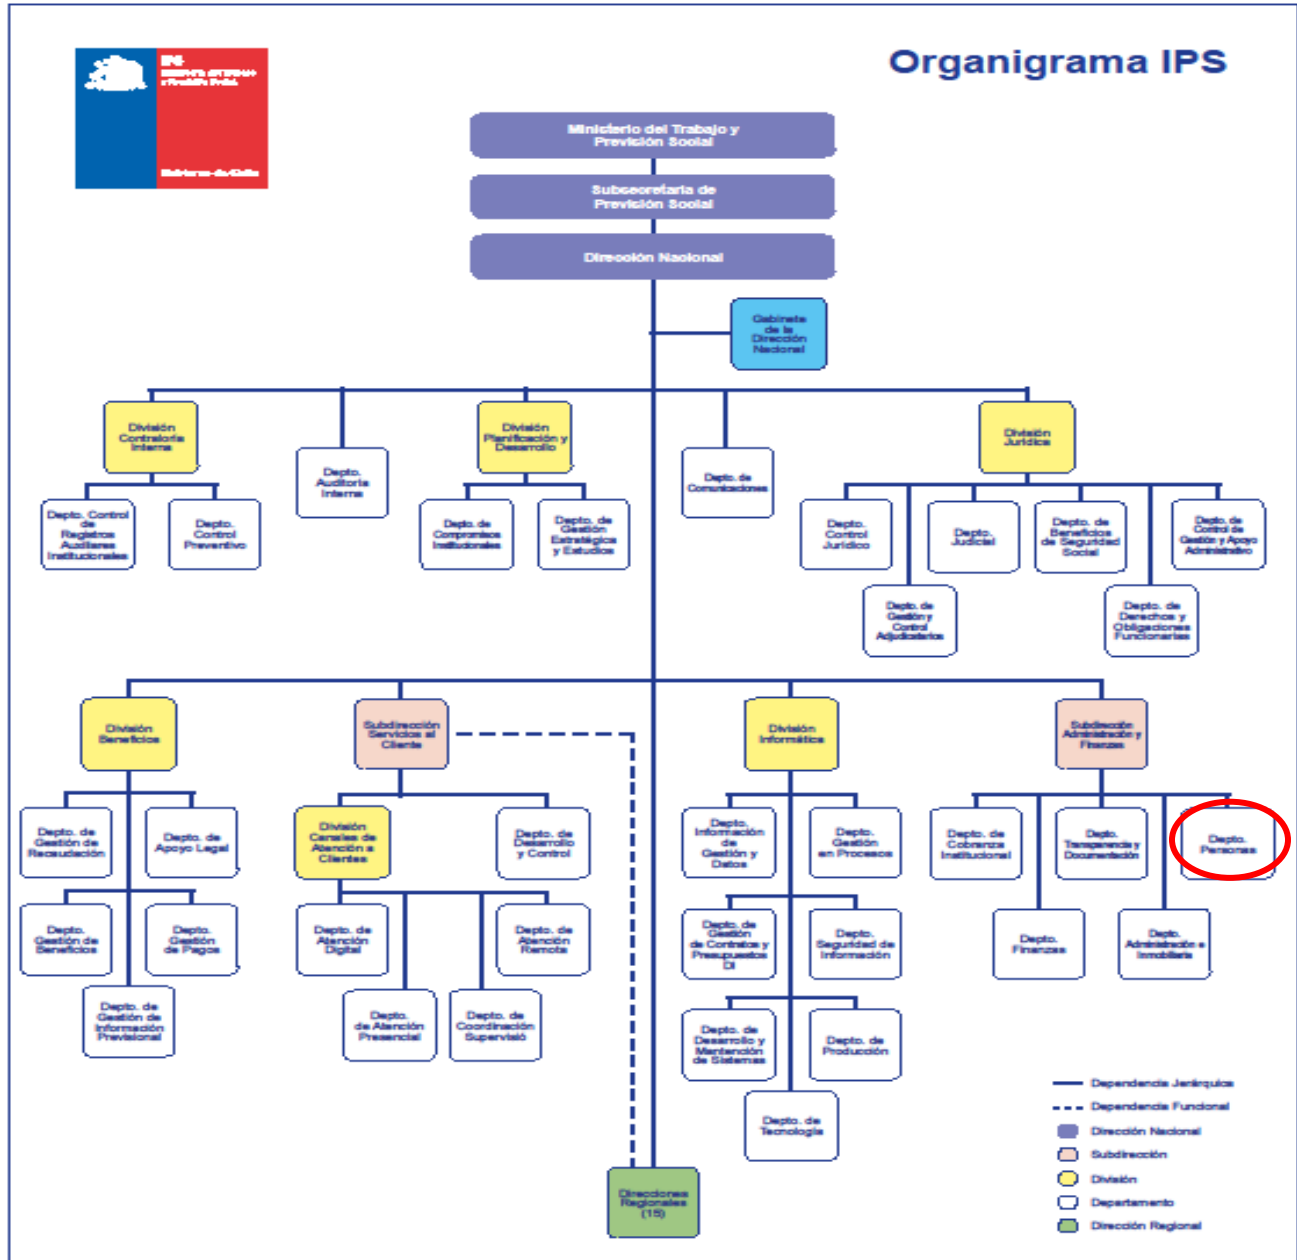 Organigrama IPS
IPS
Gobierno de Chile
Ministerio del Trabajo y
Previsión Social
Subsecretaría de
Previsión Social
Dirección Nacional
Gabinete
de la
Dirección
Nacional
División
Contraloría
Interna
Depto.
Auditoría
Interna
División
Planificación y
Desarrollo
Depto. de
Comunicaciones
División
Jurídica
Depto. Control
de
Registros
Auxiliares
Institucionales
Depto.
Control
Preventivo
Depto. de
Compromisos
Institucionales
Depto. de
Gestión
Estratégica
y Estudios
Depto.
Control
Jurídico
Depto.
Judicial
Depto. de
Beneficios
de Seguridad
Social
Depto. de
Control de
Gestión y Apoyo
Administrativo
Depto. de
Gestión y
Control
Adjudicatarios
Depto. de
Derechos y
Obligaciones
Funcionarias
División
Beneficios
Subdirección
Servicios al
Cliente
División
Informática
Subdirección
Administración y
Finanzas
Depto. de
Gestión de
Recaudación
Depto. de
Apoyo Legal
División
Canales de
Atención a
Clientes
Depto. de
Desarrollo
y Control
Depto.
Información
de
Gestión y
Datos
Depto.
Gestión
en Procesos
Depto. de
Cobranza
Institucional
Depto.
Transparencia y
Documentación
Depto.
Personas
Depto.
Gestión de
Beneficios
Depto.
Gestión
de Pagos
Depto. de
Atención
Digital
Depto. de
Atención
Remota
Depto. de
Gestión
de Contratos y
Presupuestos
DI
Depto.
Seguridad de
Información
Depto.
Finanzas
Depto.
Administración e
Inmobiliaria
Depto. de
Gestión de
Información
Previsional
Depto.
de Atención
Presencial
Depto. de
Coordinación
Supervisió
Depto. de
Desarrollo y
Mantención
de Sistemas
Depto. de
Producción
Depto. de
Tecnología
Direcciones
Regionales
(15)
Dependencia Jerárquica
Dependencia Funcional
Dirección Nacional
Subdirección
División
Departamento
Dirección Regional